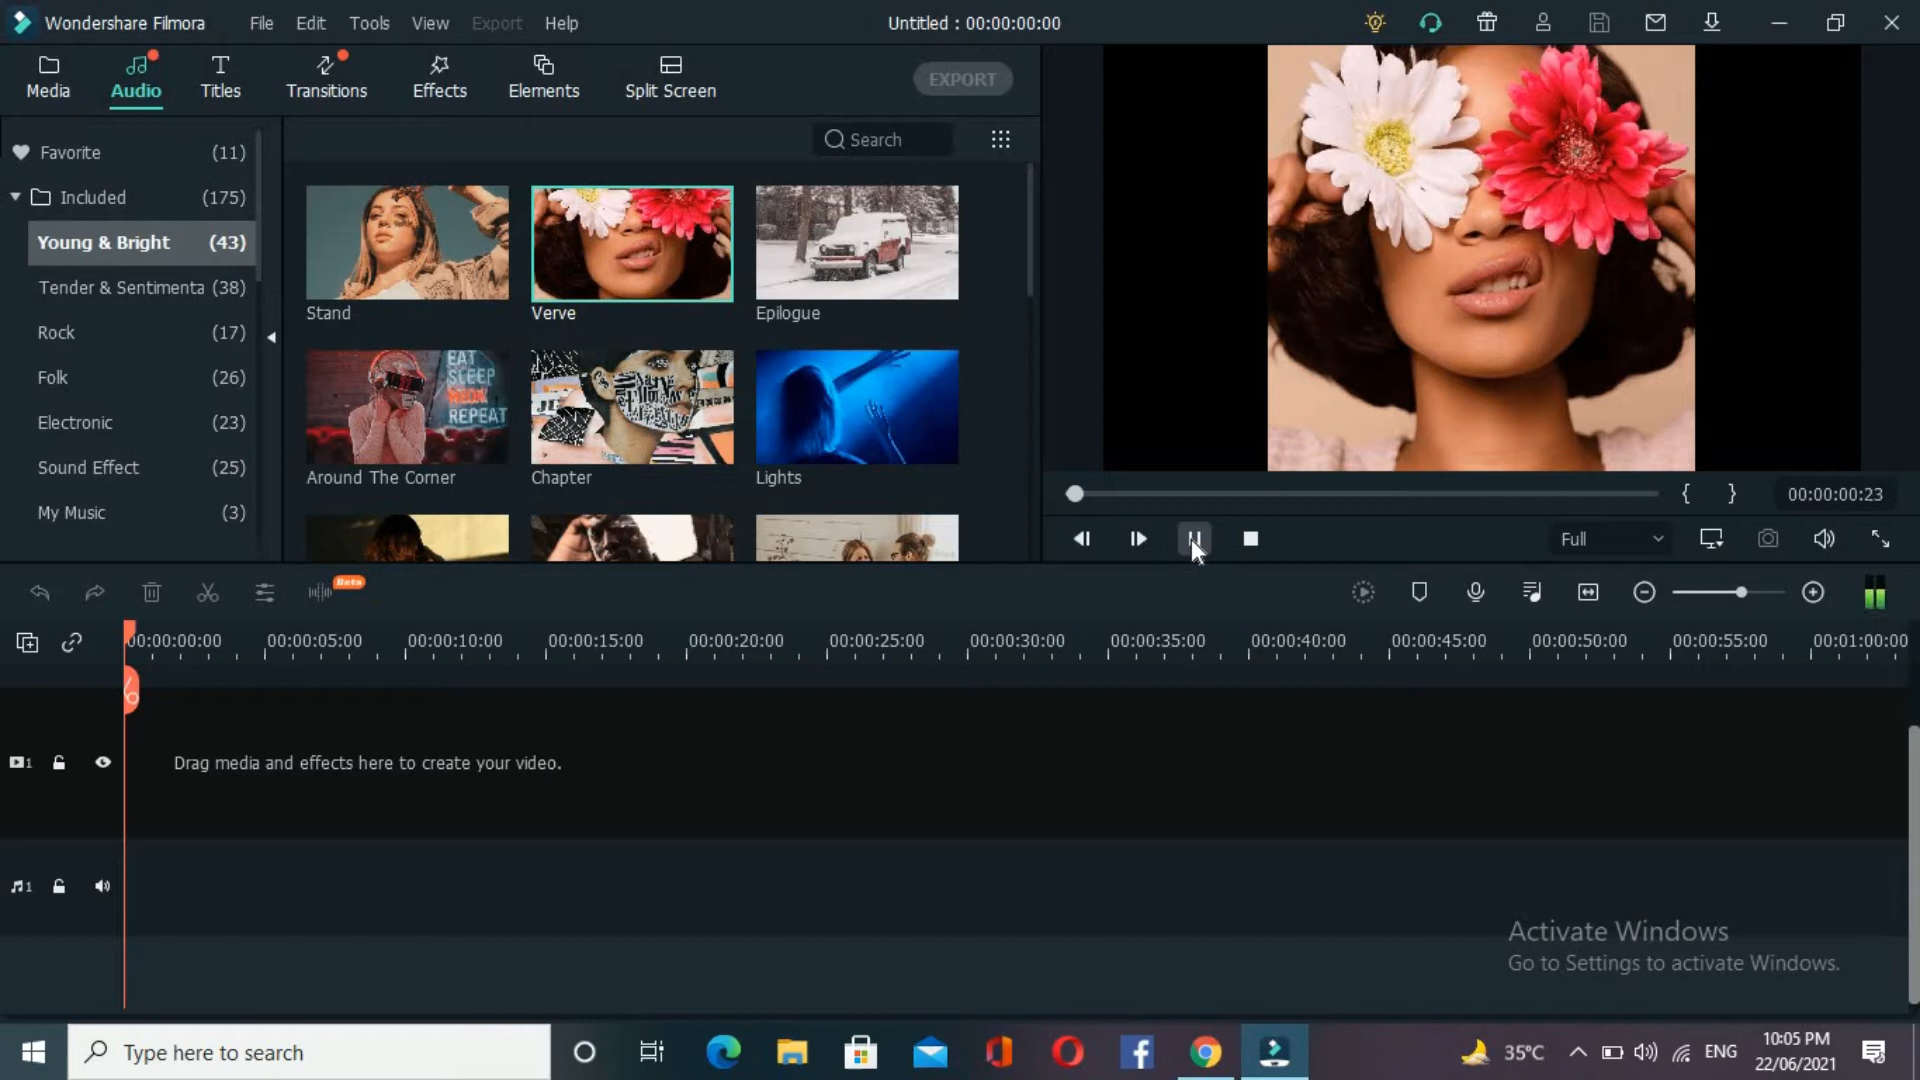 Wondershare Filmora File Edit Tools View Export Help Untitled : 00:00:00:00
Media Audio Titles Transitions Effects Elements Split Screen EXPORT
Favorite (11)
Search
Included (175)
Young & Bright (43)
Tender & Sentimenta (38)
Rock (17)
Folk (26)
Electronic (23)
Sound Effect (25)
My Music (3)
Stand Verve Epilogue
EAT
SLEEP
NEON
REPEAT
Around The Corner Chapter Lights
{ } 00:00:00:23
Full
Beta
00:00:00:00 00:00:05:00 00:00:10:00 00:00:15:00 00:00:20:00 00:00:25:00 00:00:30:00 00:00:35:00 00:00:40:00 00:00:45:00 00:00:50:00 00:00:55:00 00:01:00:00
1 Drag media and effects here to create your video.
1
Activate Windows
Go to Settings to activate Windows.
Type here to search
35°C ENG
10:05 PM
22/06/2021